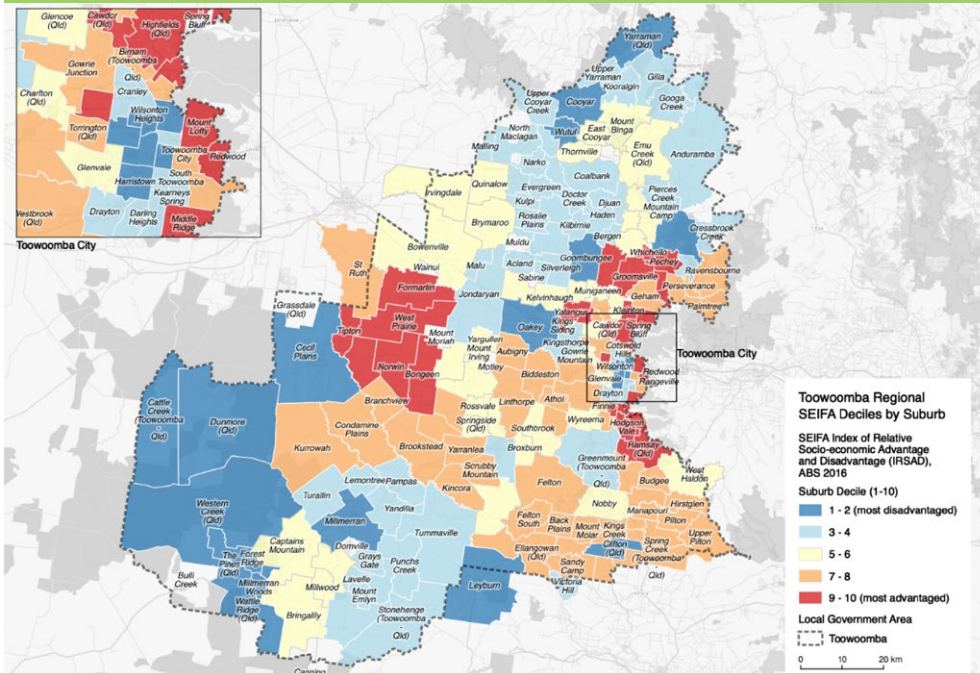 Glencoe
(Qld)
Cawdor
(Qld)
Highfields
(Qld)
Spring
Bluff
Birnam
(Toowoomba
- Qld)
Gowrie
Junction
Cranley
Charlton
(Qld)
Wilsonton
Heights
Torrington
(Qld)
Mount
Lofty
Toowoomba
City
Redwood
Glenvale
South
Toowoomba
Harristown
Kearneys
Spring
Westbrook
(Qld)
Drayton
Darling
Heights
Middle
Ridge
Toowoomba City
Yarraman
(Qld)
Upper
Yarraman
Kooralgin
Gilla
Upper
Cooyar
Creek
Cooyar
Googa
Creek
North
Maclagan
Wutul
East
Cooyar
Mount
Binga
Emu
Creek (Qld)
Malling
Thornville
Anduramba
Narko
Quinalow
Evergreen
Coalbank
Irvingdale
Doctor
Creek
Pierces
Creek
Mountain
Camp
Kulpi
Djuan
Brymaroo
Rosalie
Plains
Haden
Kilbirnie
Cressbrook
Creek
Bowenville
Muldu
Bergen
Wainui
Malu
Acland
Goombungee
Silverleigh
Whichello
Pechey
St
Ruth
Sabine
Groomsville
Ravensbourne
Formartin
Muniganeen
Perseverance
Geham
Palmtree
Jondaryan
Kelvinhaugh
Kleinton
Grassdale
(Qld)
West
Prairie
Yalangur
Tipton
Oakey
Kings
Siding
Cawdor
(Qld)
Spring
Bluff
Mount
Moriah
Kingsthorpe
Cotswold
Hills
Toowoomba City
Cecil
Plains
Yargullen
Mount
Irving
Gowrie
Mountain
Aubigny
Wilsonton
Redwood
Rangeville
Norwin
Bongeen
Motley
Biddeston
Glenvale
Drayton
Branchview
Linthorpe
Athol
Finnie
Cattle
Creek
(Toowoomba
- Qld)
Dunmore
(Qld)
Rossvale
Wyreema
Hodgson
Vale
Condamine
Plains
Springside
(Qld)
Southbrook
Ramsay
(Qld)
Kurrowah
Brookstead
Yarranlea
Broxburn
Greenmount
(Toowoomba
- Qld)
West
Haldon
Scrubby
Mountain
Budgee
Lemontree
Pampas
Kincora
Felton
Hirstglen
Turallin
Nobby
Manapouri
Pilton
Western
Creek (Qld)
Yandilla
Felton
South
Back
Plains
Mount
Molar
Kings
Creek
Upper
Pilton
Millmerran
Tummaville
Clifton
(Qld)
Spring
Creek
(Toowoomba
- Qld)
Captains
Mountain
Ellangowan
(Qld)
Domville
The
Pines
(Qld)
Forest
Ridge
Grays
Gate
Punchs
Creek
Sandy
Camp
Bulli
Creek
Millmerran
Woods
Lavelle
Leyburn
Victoria
Hill
Millwood
Mount
Emlyn
Wattle
Ridge
(Qld)
Bringalily
Stonehenge
(Toowoomba
- Qld)
Canning
Toowoomba Regional
SEIFA Deciles by Suburb
SEIFA Index of Relative
Socio-economic Advantage
and Disadvantage (IRSAD),
ABS 2016
Suburb Decile (1-10)
1 - 2 (most disadvantaged)
3 - 4
5 - 6
7 - 8
9 - 10 (most advantaged)
Local Government Area
Toowoomba
0 20 km